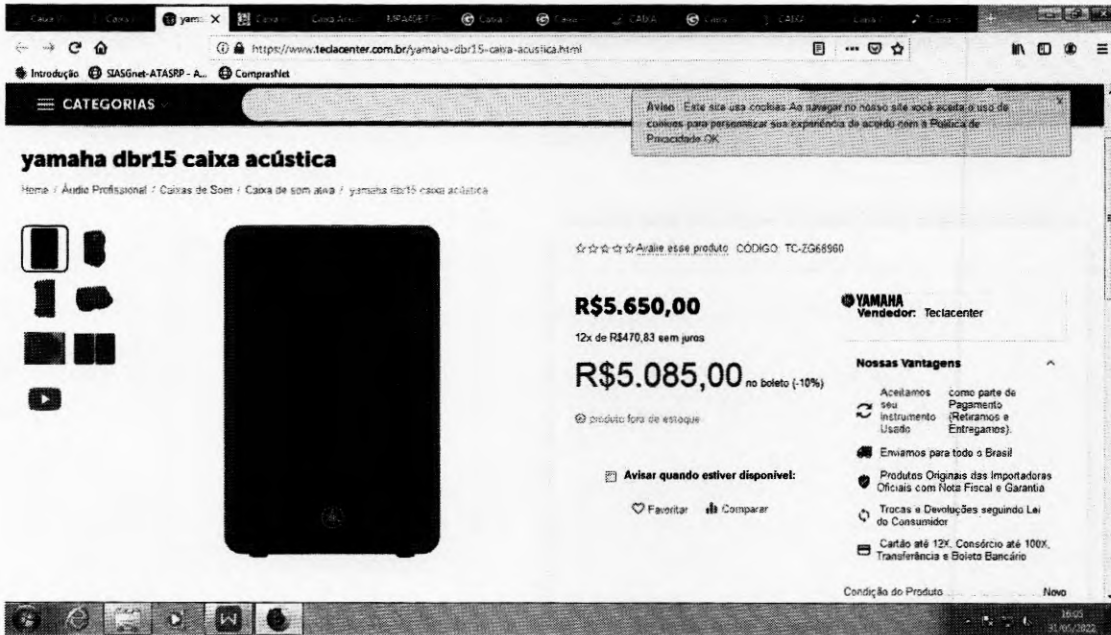 yam:
https://www.teclacenter.com.br/yamaha-dbr15-caixa-acustica.html
Introdução SIASGnet-ATASRP - A... ComprasNet
CATEGORIAS
Aviso Este site usa cookies Ao navegar no nosso site você aceita o uso de
cookies para personalizar sua experiência de acordo com a Politica de
Privacidade OK
yamaha dbr15 caixa acústica
Home / Áudio Profissional / Caixas de Som / Caixa de som ativa / yamaha dbr15 caixa acústica
Avalie esse produto CÓDIGO: TC-ZG68960
R$5.650,00
12x de R$470,83 sem juros
R$5.085,00 no boleto (-10%)
produto fora de estoque
Avisar quando estiver disponível:
Favoritar Comparar
YAMAHA
Vendedor: Teclacenter
Nossas Vantagens
Aceitamos seu instrumento Usado como parte de Pagamento (Retiramos e Entregamos).
Enviamos para todo o Brasil
Produtos Originais das Importadoras
Oficiais com Nota Fiscal e Garantia
Trocas e Devoluções seguindo Lei
do Consumidor
Cartão até 12X, Consórcio até 100X,
Transferência e Boleto Bancário
Condição do Produto Novo
16:05
31/05/2022